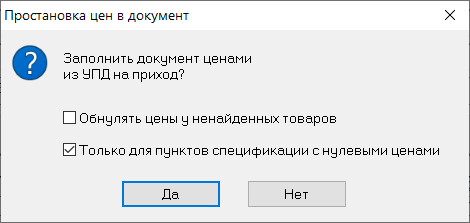 Простановка цен в документ
Заполнить документ ценами
из УПД на приход?
Обнулять цены у ненайденных товаров
Только для пунктов спецификации с нулевыми ценами
Да
Нет